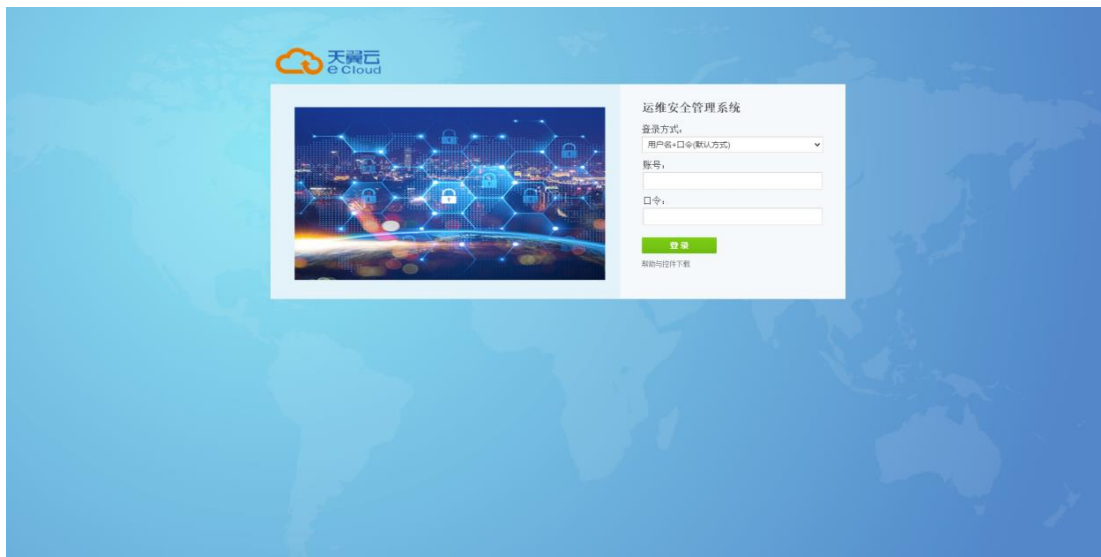 天翼云
e Cloud
运维安全管理系统
登录方式：
用户名+口令(默认方式)
账号：
口令：
登录
帮助与控件下载